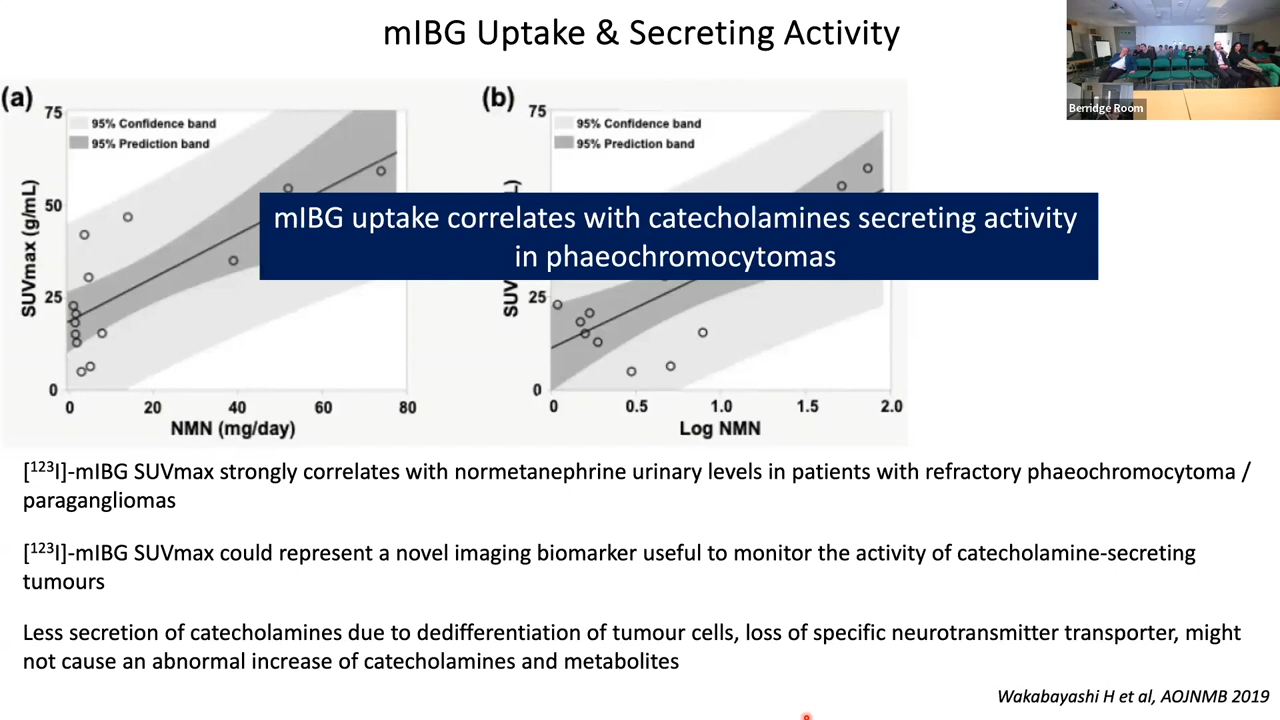 mIBG Uptake & Secreting Activity
Berridge Room
(a)
75
95% Confidence band
95% Prediction band
50
25
0
SUVmax (g/mL)
0 20 40 60 80
NMN (mg/day)
(b)
75
95% Confidence band
95% Prediction band
25
0
SUV
L)
0 0.5 1.0 1.5 2.0
Log NMN
mIBG uptake correlates with catecholamines secreting activity
in phaeochromocytomas
[¹²³I]-mIBG SUVmax strongly correlates with normetanephrine urinary levels in patients with refractory phaeochromocytoma /
paragangliomas
[¹²³I]-mIBG SUVmax could represent a novel imaging biomarker useful to monitor the activity of catecholamine-secreting
tumours
Less secretion of catecholamines due to dedifferentiation of tumour cells, loss of specific neurotransmitter transporter, might
not cause an abnormal increase of catecholamines and metabolites
Wakabayashi H et al, AOJNMB 2019